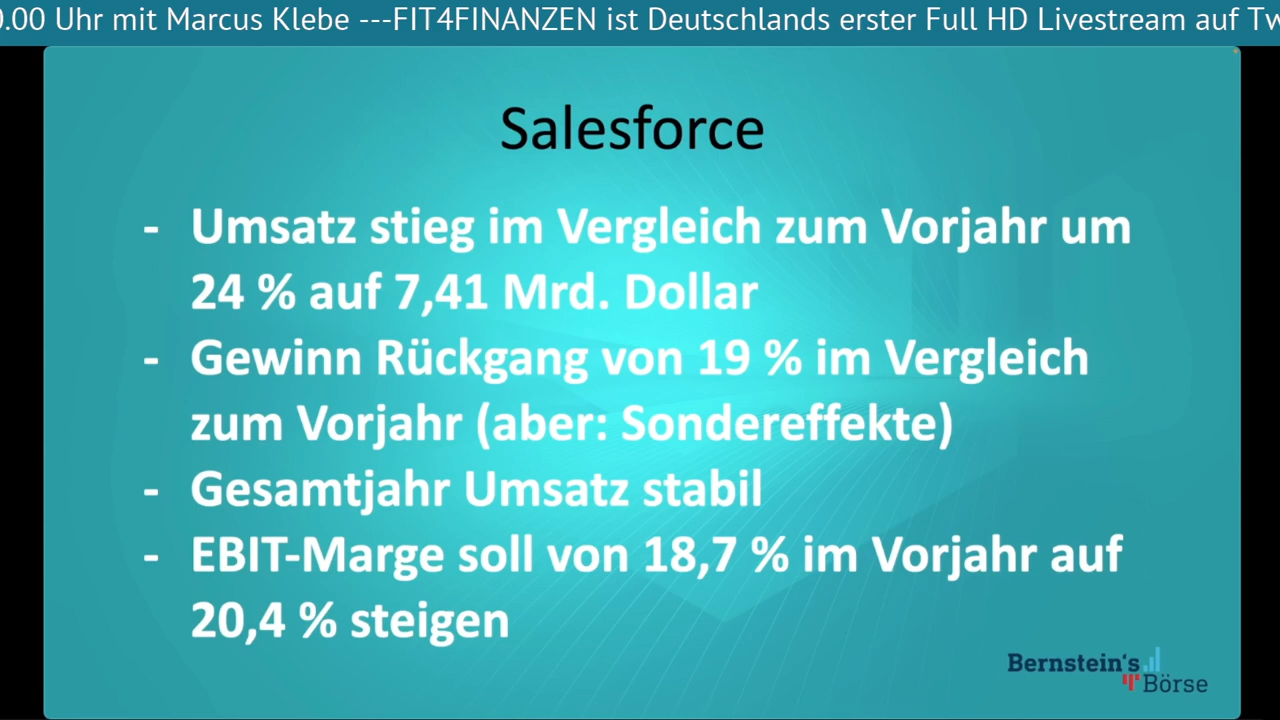 .00 Uhr mit Marcus Klebe ---FIT4FINANZEN ist Deutschlands erster Full HD Livestream auf Tw
Salesforce
- Umsatz stieg im Vergleich zum Vorjahr um
24 % auf 7,41 Mrd. Dollar
- Gewinn Rückgang von 19 % im Vergleich
zum Vorjahr (aber: Sondereffekte)
- Gesamtjahr Umsatz stabil
- EBIT-Marge soll von 18,7 % im Vorjahr auf
20,4 % steigen
Bernstein's
Börse